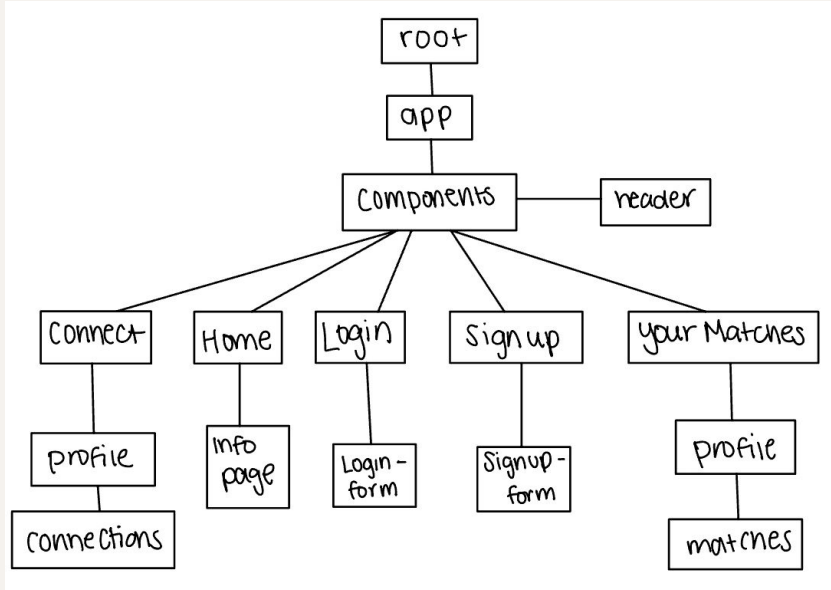 root
app
Components
header
Connect
Home
Login
Signup
your Matches
profile
Info
page
Login-
form
Signup-
form
profile
connections
matches